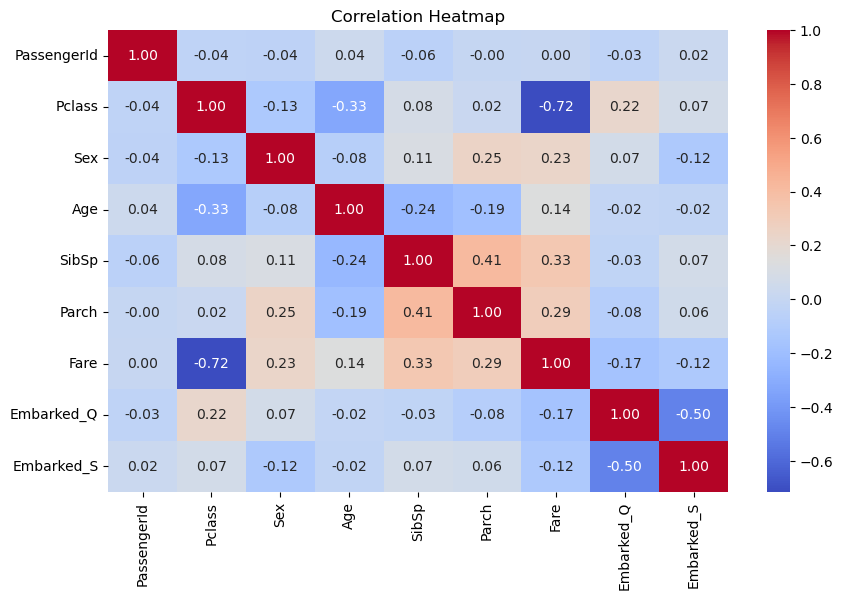 Correlation Heatmap
PassengerId 1.00 -0.04 -0.04 0.04 -0.06 -0.00 0.00 -0.03 0.02
Pclass -0.04 1.00 -0.13 -0.33 0.08 0.02 -0.72 0.22 0.07
Sex -0.04 -0.13 1.00 -0.08 0.11 0.25 0.23 0.07 -0.12
Age 0.04 -0.33 -0.08 1.00 -0.24 -0.19 0.14 -0.02 -0.02
SibSp -0.06 0.08 0.11 -0.24 1.00 0.41 0.33 -0.03 0.07
Parch -0.00 0.02 0.25 -0.19 0.41 1.00 0.29 -0.08 0.06
Fare 0.00 -0.72 0.23 0.14 0.33 0.29 1.00 -0.17 -0.12
Embarked_Q -0.03 0.22 0.07 -0.02 -0.03 -0.08 -0.17 1.00 -0.50
Embarked_S 0.02 0.07 -0.12 -0.02 0.07 0.06 -0.12 -0.50 1.00
PassengerId
Pclass
Sex
Age
SibSp
Parch
Fare
Embarked_Q
Embarked_S
1.0
0.8
0.6
0.4
0.2
0.0
−0.2
−0.4
−0.6